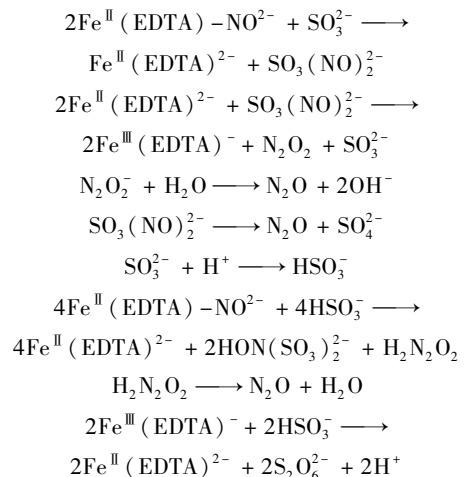 2Fe^Ⅱ(EDTA)−NO^{2−} + SO_3^{2−} ⟶
Fe^Ⅱ(EDTA)^{2−} + SO_3(NO)_2^{2−}
2Fe^Ⅱ(EDTA)^{2−} + SO_3(NO)_2^{2−} ⟶
2Fe^Ⅲ(EDTA)^− + N_2O_2 + SO_3^{2−}
N_2O_2^− + H_2O ⟶ N_2O + 2OH^−
SO_3(NO)_2^{2−} ⟶ N_2O + SO_4^{2−}
SO_3^{2−} + H^+ ⟶ HSO_3^−
4Fe^Ⅱ(EDTA)−NO^{2−} + 4HSO_3^− ⟶
4Fe^Ⅱ(EDTA)^{2−} + 2HON(SO_3)_2^{2−} + H_2N_2O_2
H_2N_2O_2 ⟶ N_2O + H_2O
2Fe^Ⅲ(EDTA)^− + 2HSO_3^− ⟶
2Fe^Ⅱ(EDTA)^{2−} + 2S_2O_6^{2−} + 2H^+